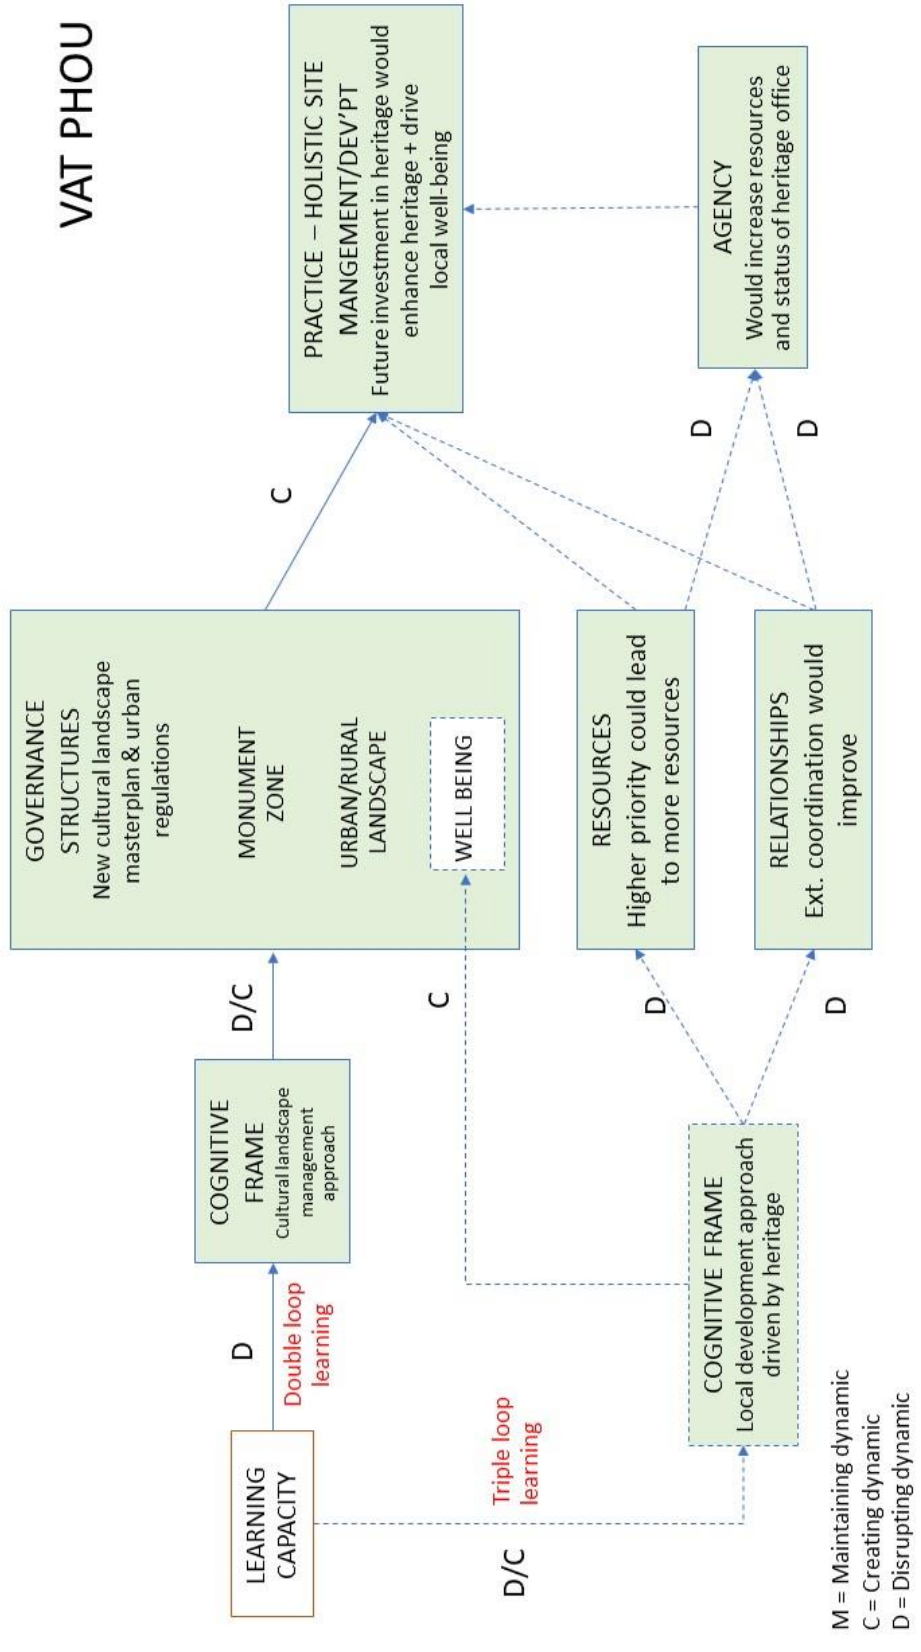 VAT PHOU
LEARNING
CAPACITY
D
Double loop
learning
D/C
Triple loop
learning
COGNITIVE
FRAME
Cultural landscape
management
approach
D/C
COGNITIVE FRAME
Local development approach
driven by heritage
C
D
D
GOVERNANCE
STRUCTURES
New cultural landscape
masterplan & urban
regulations
MONUMENT
ZONE
URBAN/RURAL
LANDSCAPE
WELL BEING
RESOURCES
Higher priority could lead
to more resources
RELATIONSHIPS
Ext. coordination would
improve
C
D
D
PRACTICE – HOLISTIC SITE
MANGEMENT/DEV'PT
Future investment in heritage would
enhance heritage + drive
local well-being
AGENCY
Would increase resources
and status of heritage office
M = Maintaining dynamic
C = Creating dynamic
D = Disrupting dynamic